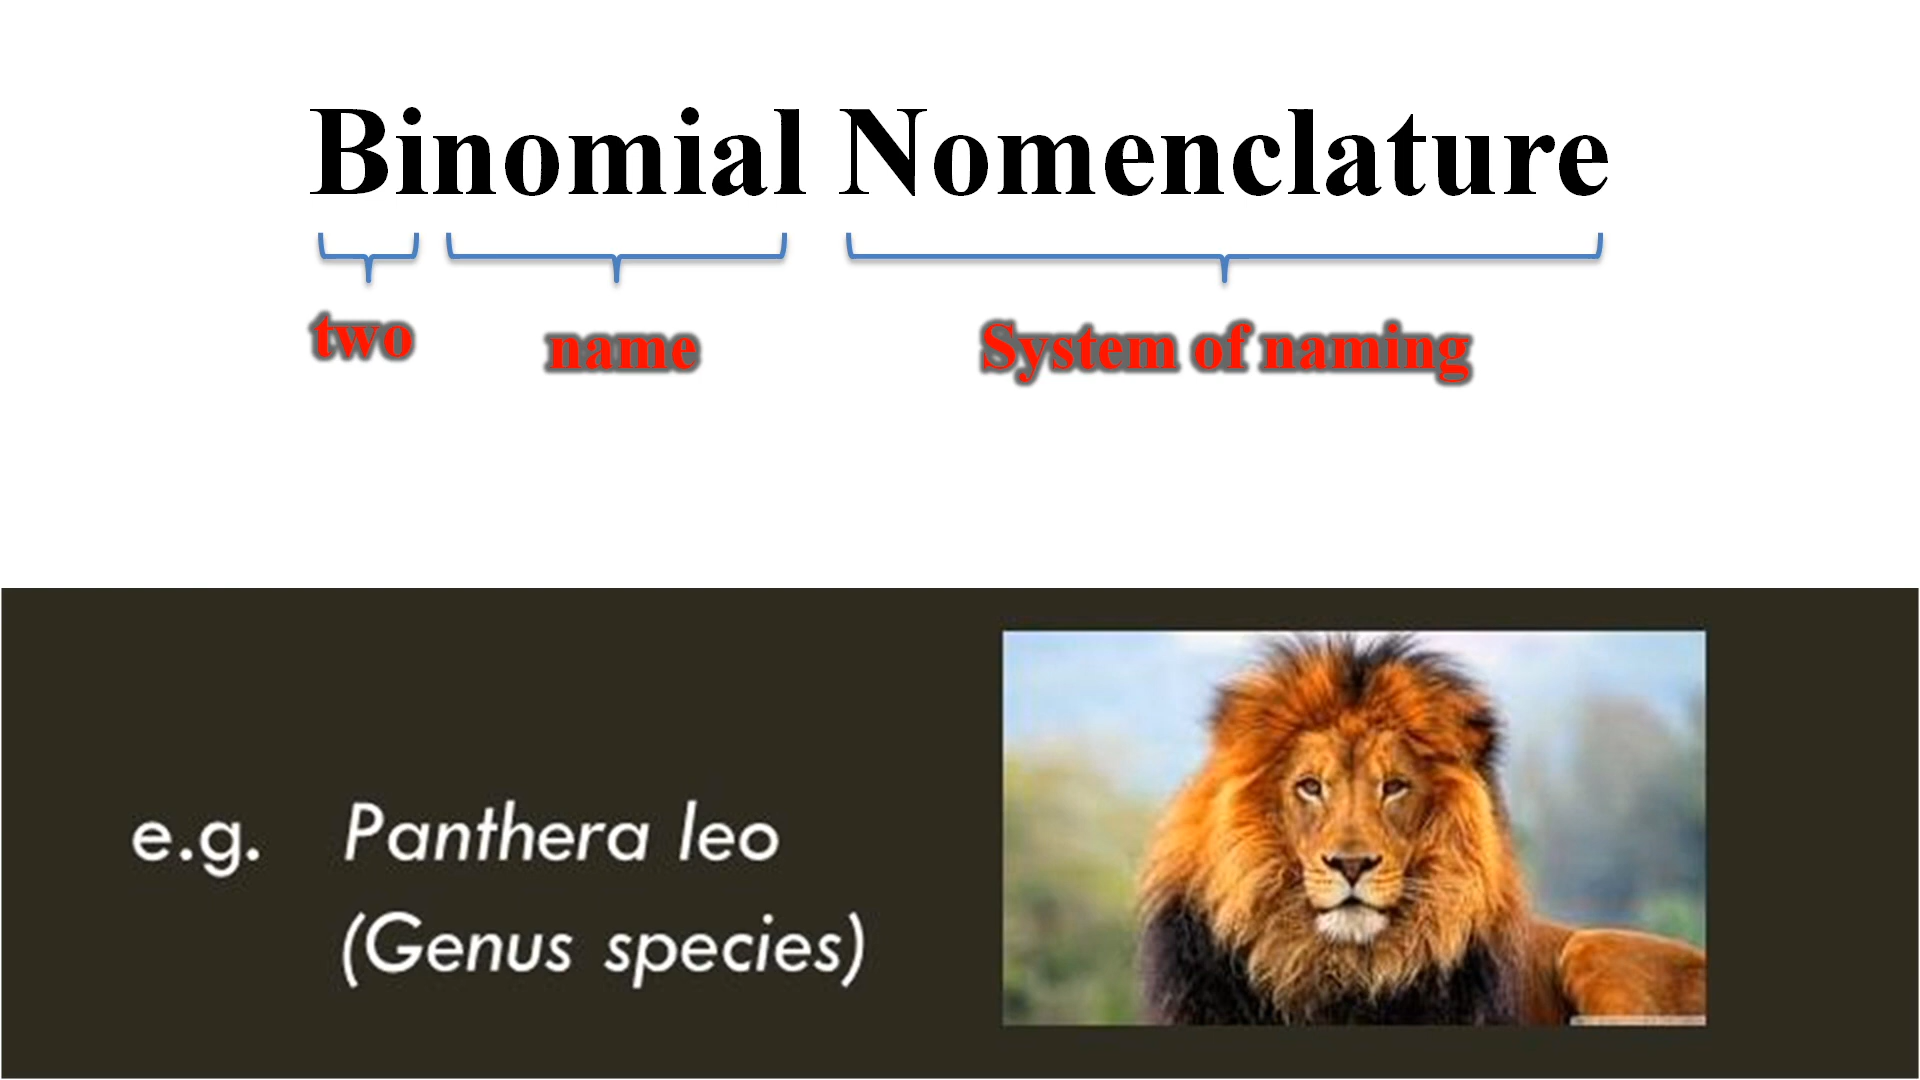 Binomial Nomenclature
two name System of naming
e.g. Panthera leo
(Genus species)